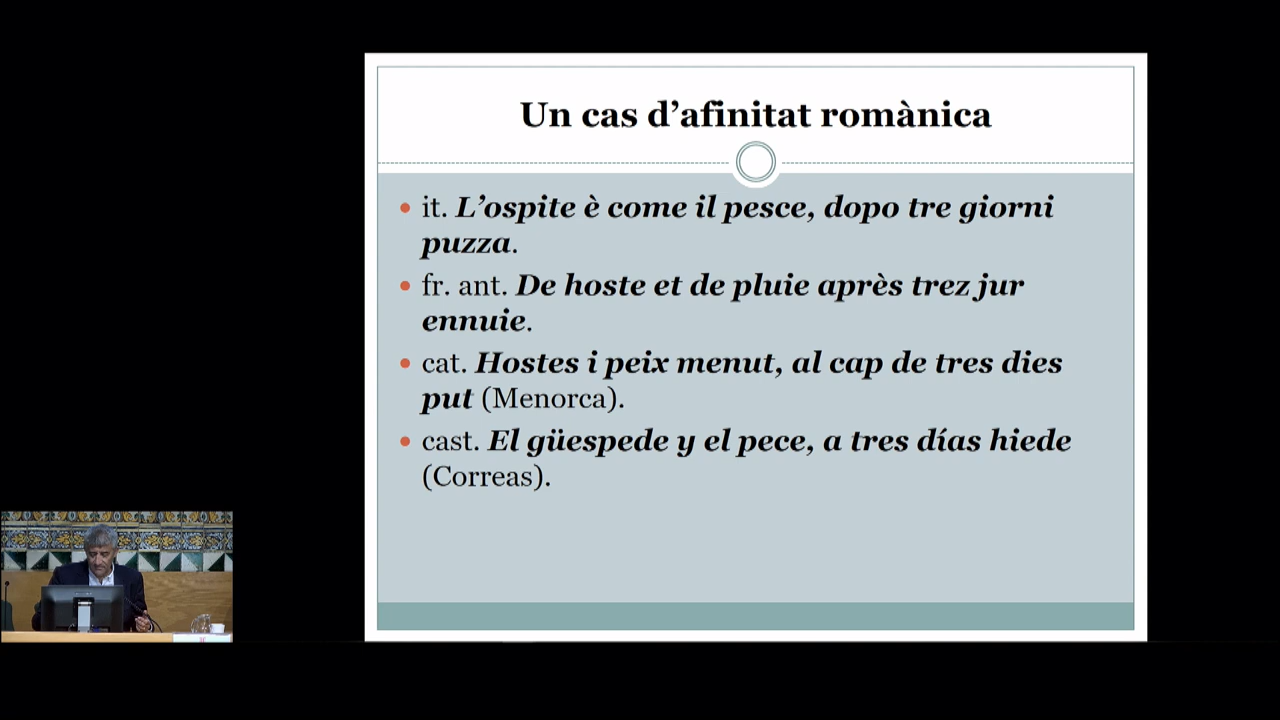 Un cas d’afinitat romànica
it. L’ospite è come il pesce, dopo tre giorni
puzza.
fr. ant. De hoste et de pluie après trez jur
ennuie.
cat. Hostes i peix menut, al cap de tres dies
put (Menorca).
cast. El güespede y el pece, a tres días hiede
(Correas).